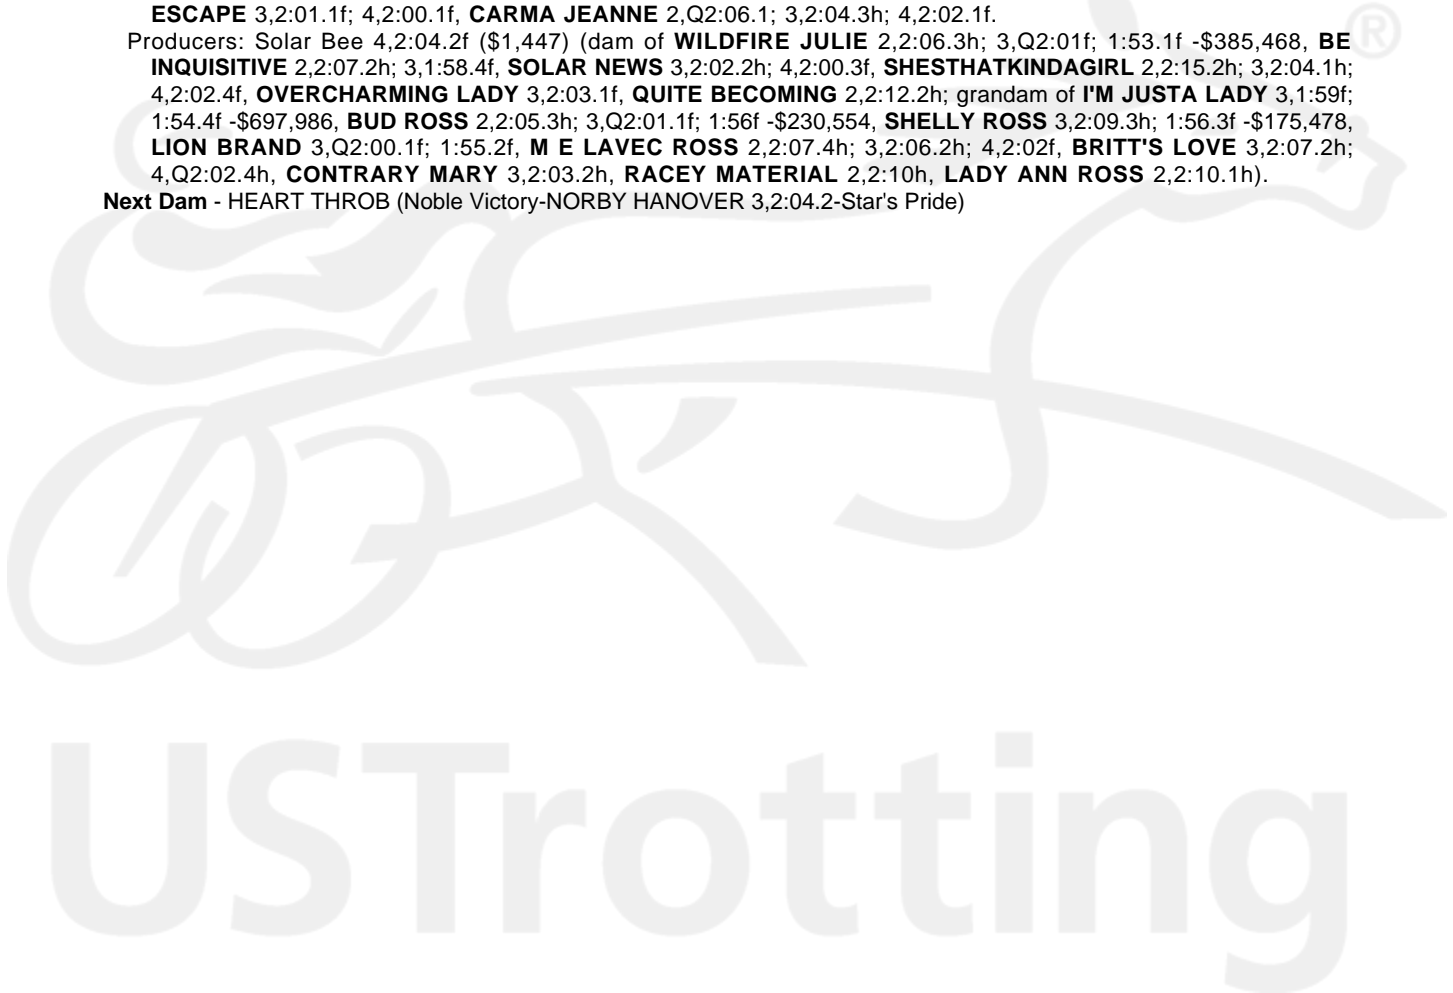 ESCAPE 3,2:01.1f; 4,2:00.1f, CARMA JEANNE 2,Q2:06.1; 3,2:04.3h; 4,2:02.1f.
Producers: Solar Bee 4,2:04.2f ($1,447) (dam of WILDFIRE JULIE 2,2:06.3h; 3,Q2:01f; 1:53.1f -$385,468, BE
INQUISITIVE 2,2:07.2h; 3,1:58.4f, SOLAR NEWS 3,2:02.2h; 4,2:00.3f, SHESTHATKINDAGIRL 2,2:15.2h; 3,2:04.1h;
4,2:02.4f, OVERCHARMING LADY 3,2:03.1f, QUITE BECOMING 2,2:12.2h; grandam of I'M JUSTA LADY 3,1:59f;
1:54.4f -$697,986, BUD ROSS 2,2:05.3h; 3,Q2:01.1f; 1:56f -$230,554, SHELLY ROSS 3,2:09.3h; 1:56.3f -$175,478,
LION BRAND 3,Q2:00.1f; 1:55.2f, M E LAVEC ROSS 2,2:07.4h; 3,2:06.2h; 4,2:02f, BRITT'S LOVE 3,2:07.2h;
4,Q2:02.4h, CONTRARY MARY 3,2:03.2h, RACEY MATERIAL 2,2:10h, LADY ANN ROSS 2,2:10.1h).
Next Dam - HEART THROB (Noble Victory-NORBY HANOVER 3,2:04.2-Star's Pride)
®
USTrotting